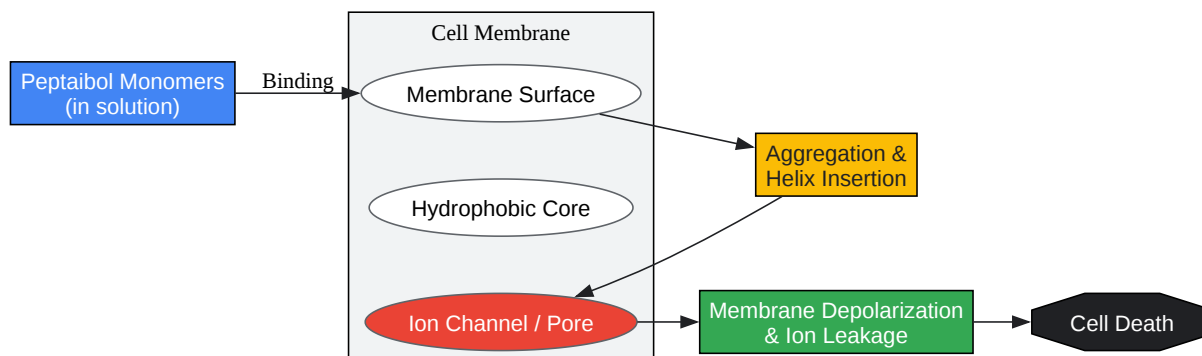 Cell Membrane
Peptaibol Monomers
(in solution)
Binding
Membrane Surface
Aggregation &
Helix Insertion
Hydrophobic Core
Ion Channel / Pore
Membrane Depolarization
& Ion Leakage
Cell Death